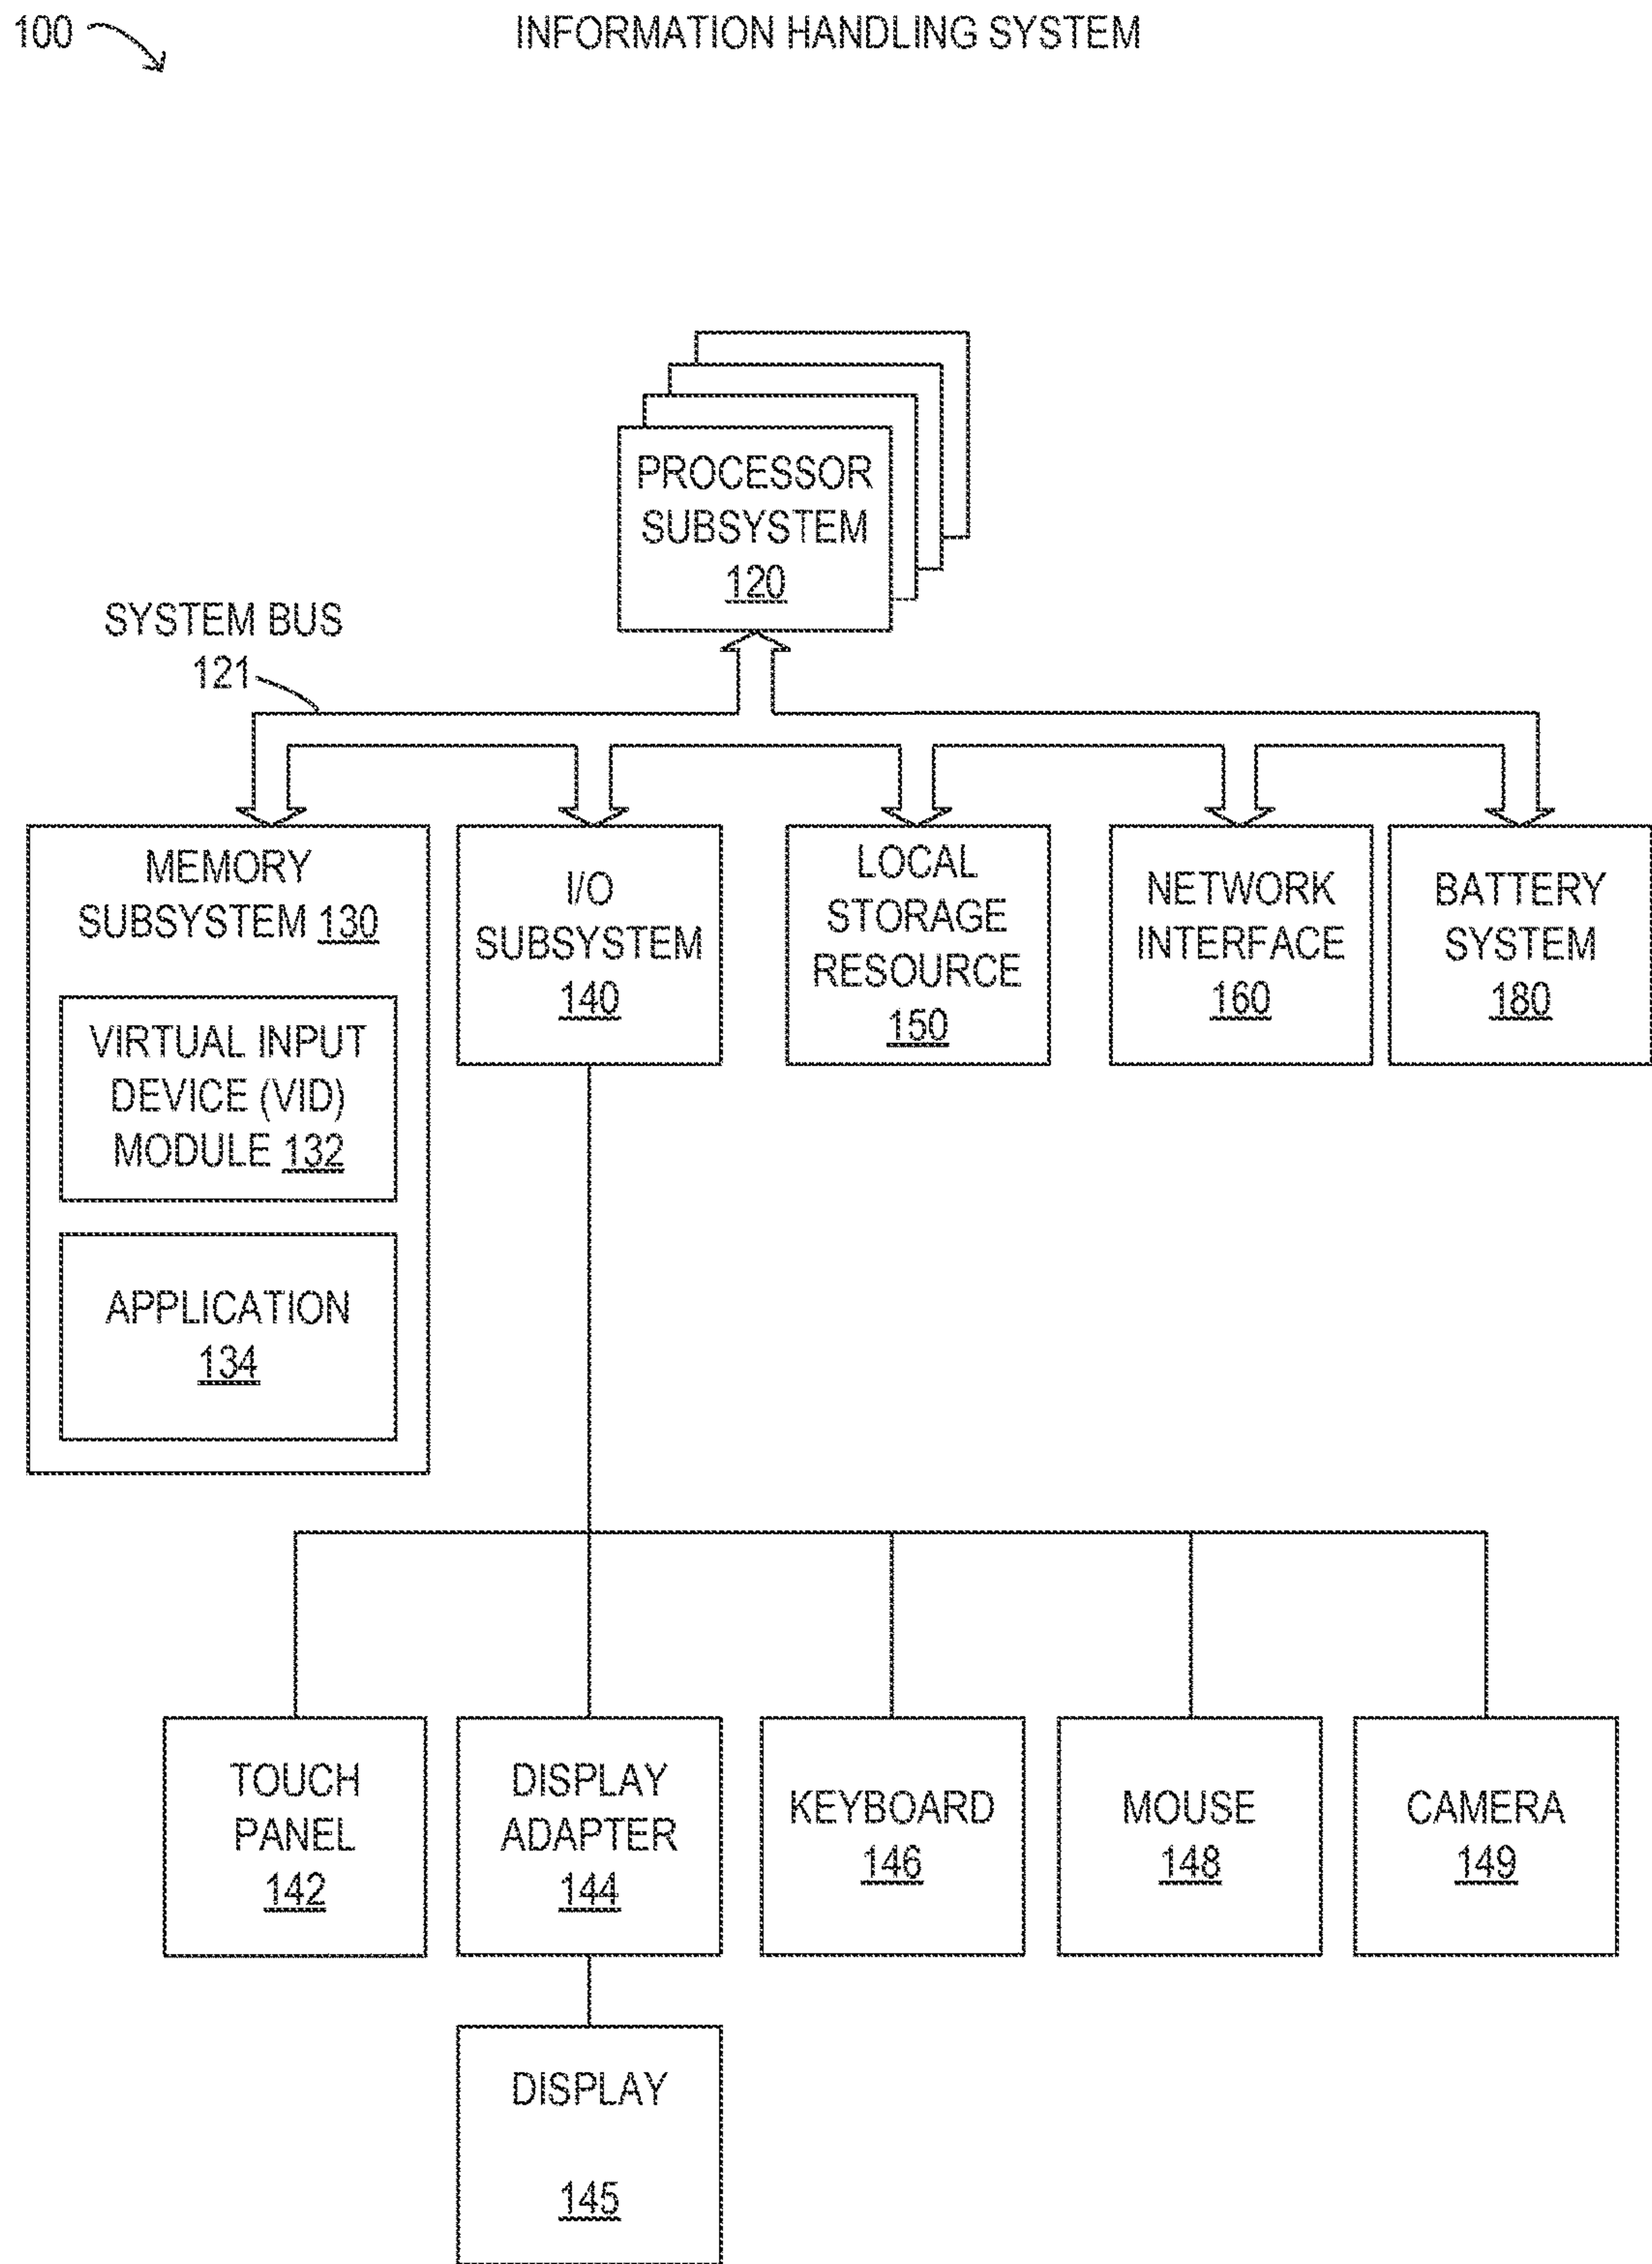 100
INFORMATION HANDLING SYSTEM
PROCESSOR
SUBSYSTEM
120
SYSTEM BUS
121
MEMORY
SUBSYSTEM 130
VIRTUAL INPUT
DEVICE (VID)
MODULE 132
APPLICATION
134
I/O
SUBSYSTEM
140
LOCAL
STORAGE
RESOURCE
150
NETWORK
INTERFACE
160
BATTERY
SYSTEM
180
TOUCH
PANEL
142
DISPLAY
ADAPTER
144
KEYBOARD
146
MOUSE
148
CAMERA
149
DISPLAY
145